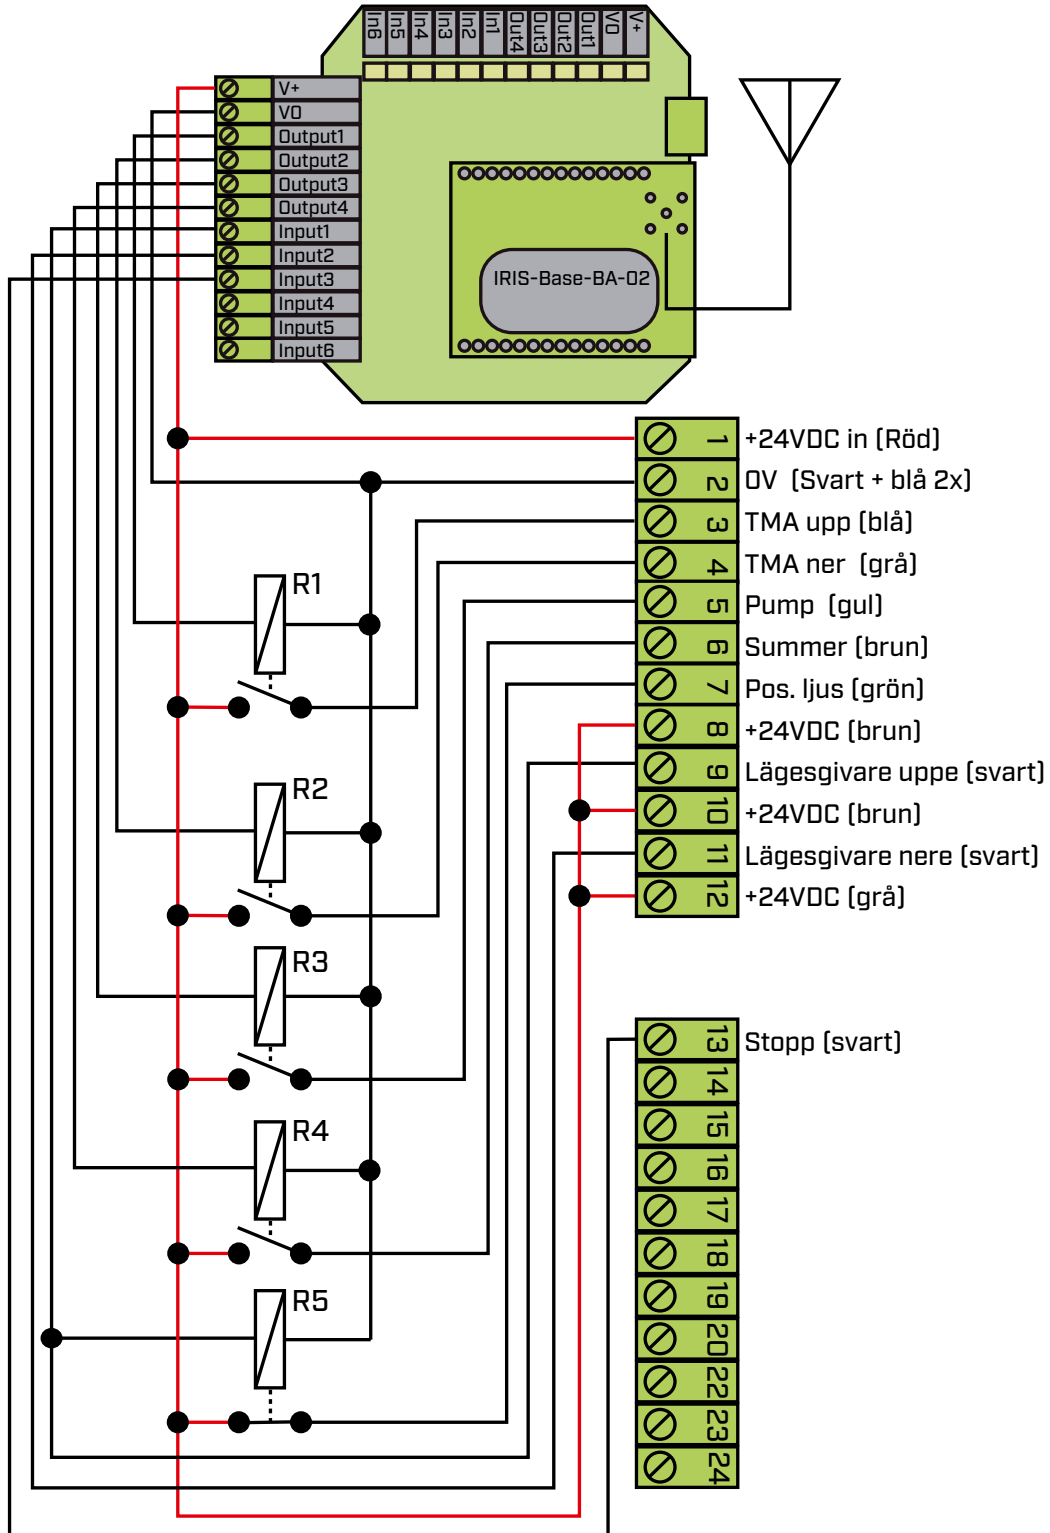 In6
In5
In4
In3
In2
In1
Out4
Out3
Out2
Out1
V0
V+
V+
V0
Output1
Output2
Output3
Output4
Input1
Input2
Input3
Input4
Input5
Input6
IRIS-Base-BA-02
1 +24VDC in (Röd)
2 0V (Svart + blå 2x)
3 TMA upp (blå)
4 TMA ner (grå)
5 Pump (gul)
6 Summer (brun)
7 Pos. ljus (grön)
8 +24VDC (brun)
9 Lägesgivare uppe (svart)
10 +24VDC (brun)
11 Lägesgivare nere (svart)
12 +24VDC (grå)
R1
R2
R3
R4
R5
13 Stopp (svart)
14
15
16
17
18
19
20
22
23
24